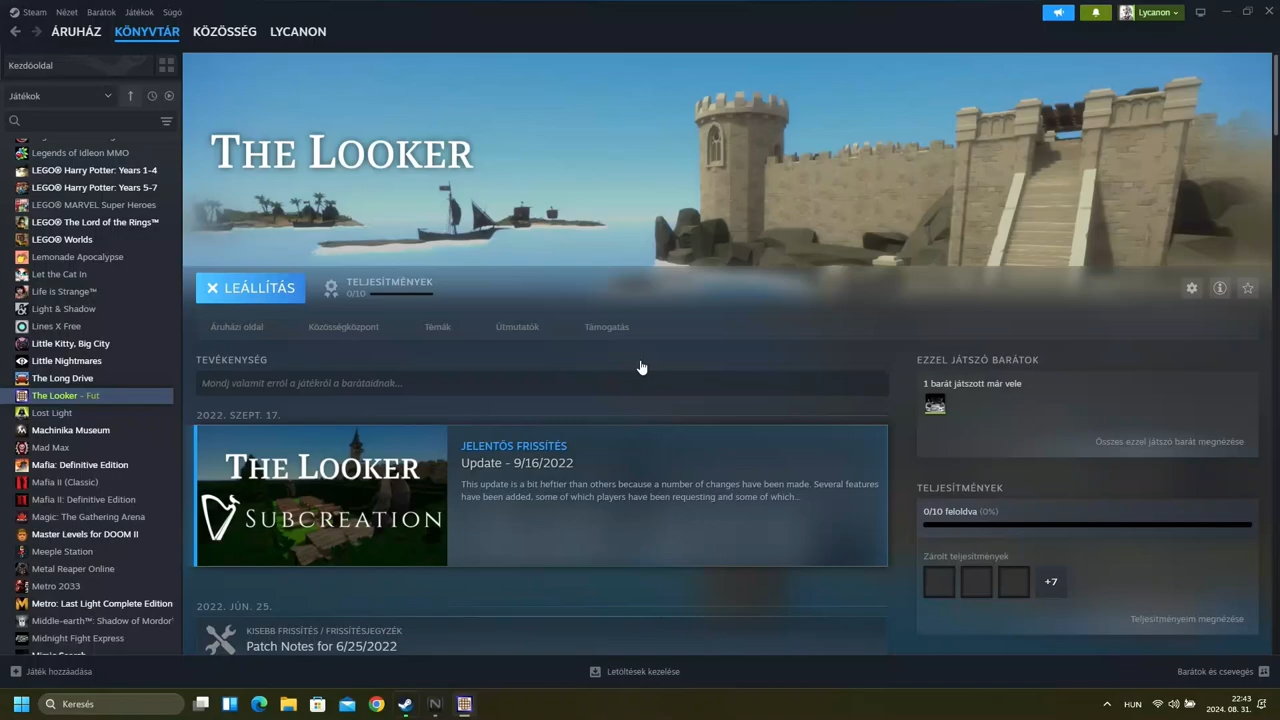 Steam Nézet Barátok Játékok Súgó
Lycanon
ÁRUHÁZ KÖNYVTÁR KÖZÖSSÉG LYCANON
Kezdőoldal
Játékok
Legends of Idleon MMO
LEGO® Harry Potter: Years 1-4
LEGO® Harry Potter: Years 5-7
LEGO® MARVEL Super Heroes
LEGO® The Lord of the Rings™
LEGO® Worlds
Lemonade Apocalypse
Let the Cat In
Life is Strange™
Light & Shadow
Lines X Free
Little Kitty, Big City
Little Nightmares
The Long Drive
The Looker - Fut
Lost Light
Machinika Museum
Mad Max
Mafia: Definitive Edition
Mafia II (Classic)
Mafia II: Definitive Edition
Magic: The Gathering Arena
Master Levels for DOOM II
Meeple Station
Metal Reaper Online
Metro 2033
Metro: Last Light Complete Edition
Middle-earth™: Shadow of Mordor
Midnight Fight Express
THE LOOKER
LEÁLLÍTÁS
TELJESÍTMÉNYEK
0/10
Áruházi oldal Közösségközpont Témák Útmutatók Támogatás
TEVÉKENYSÉG
Mondj valamit erről a játékról a barátaidnak...
2022. SZEPT. 17.
THE LOOKER
SUBCREATION
JELENTŐS FRISSÍTÉS
Update - 9/16/2022
This update is a bit heftier than others because a number of changes have been made. Several features
have been added, some of which players have been requesting and some of which...
2022. JÚN. 25.
KISEBB FRISSÍTÉS / FRISSÍTÉSJEGYZÉK
Patch Notes for 6/25/2022
EZZEL JÁTSZÓ BARÁTOK
1 barát játszott már vele
Összes ezzel játszó barát megnézése
TELJESÍTMÉNYEK
0/10 feloldva (0%)
Zárolt teljesítmények
+7
Teljesítményeim megnézése
Játék hozzáadása
Letöltések kezelése
Barátok és csevegés
Keresés
HUN
22:43
2024. 08. 31.